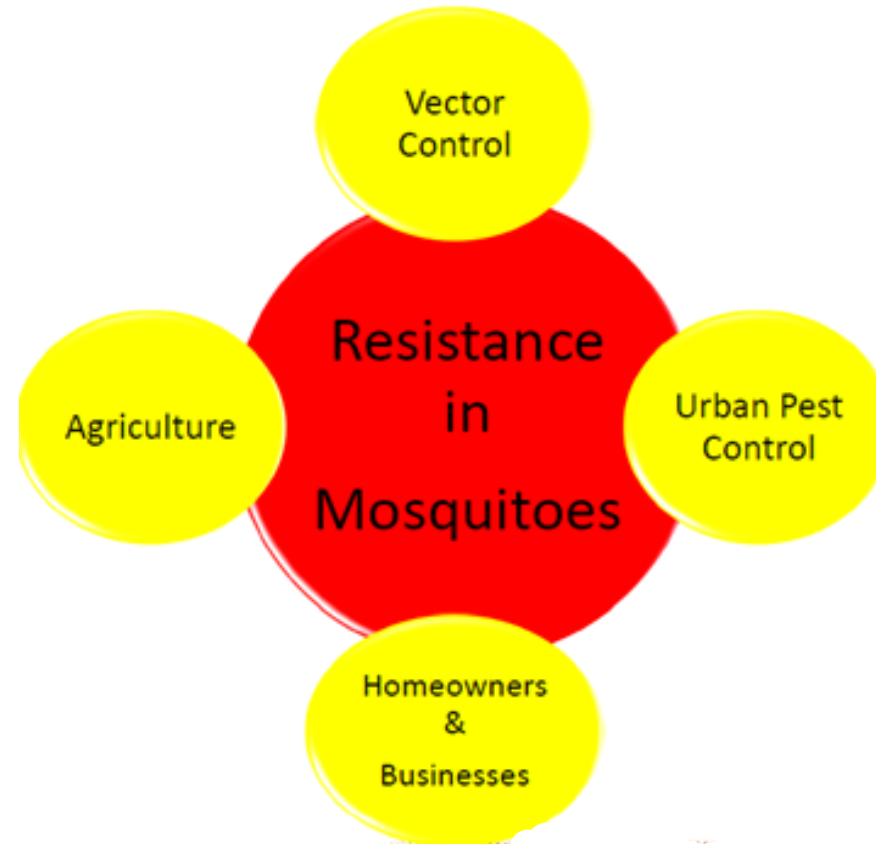 Vector
Control
Resistance
in
Mosquitoes
Agriculture
Urban Pest
Control
Homeowners
&
Businesses